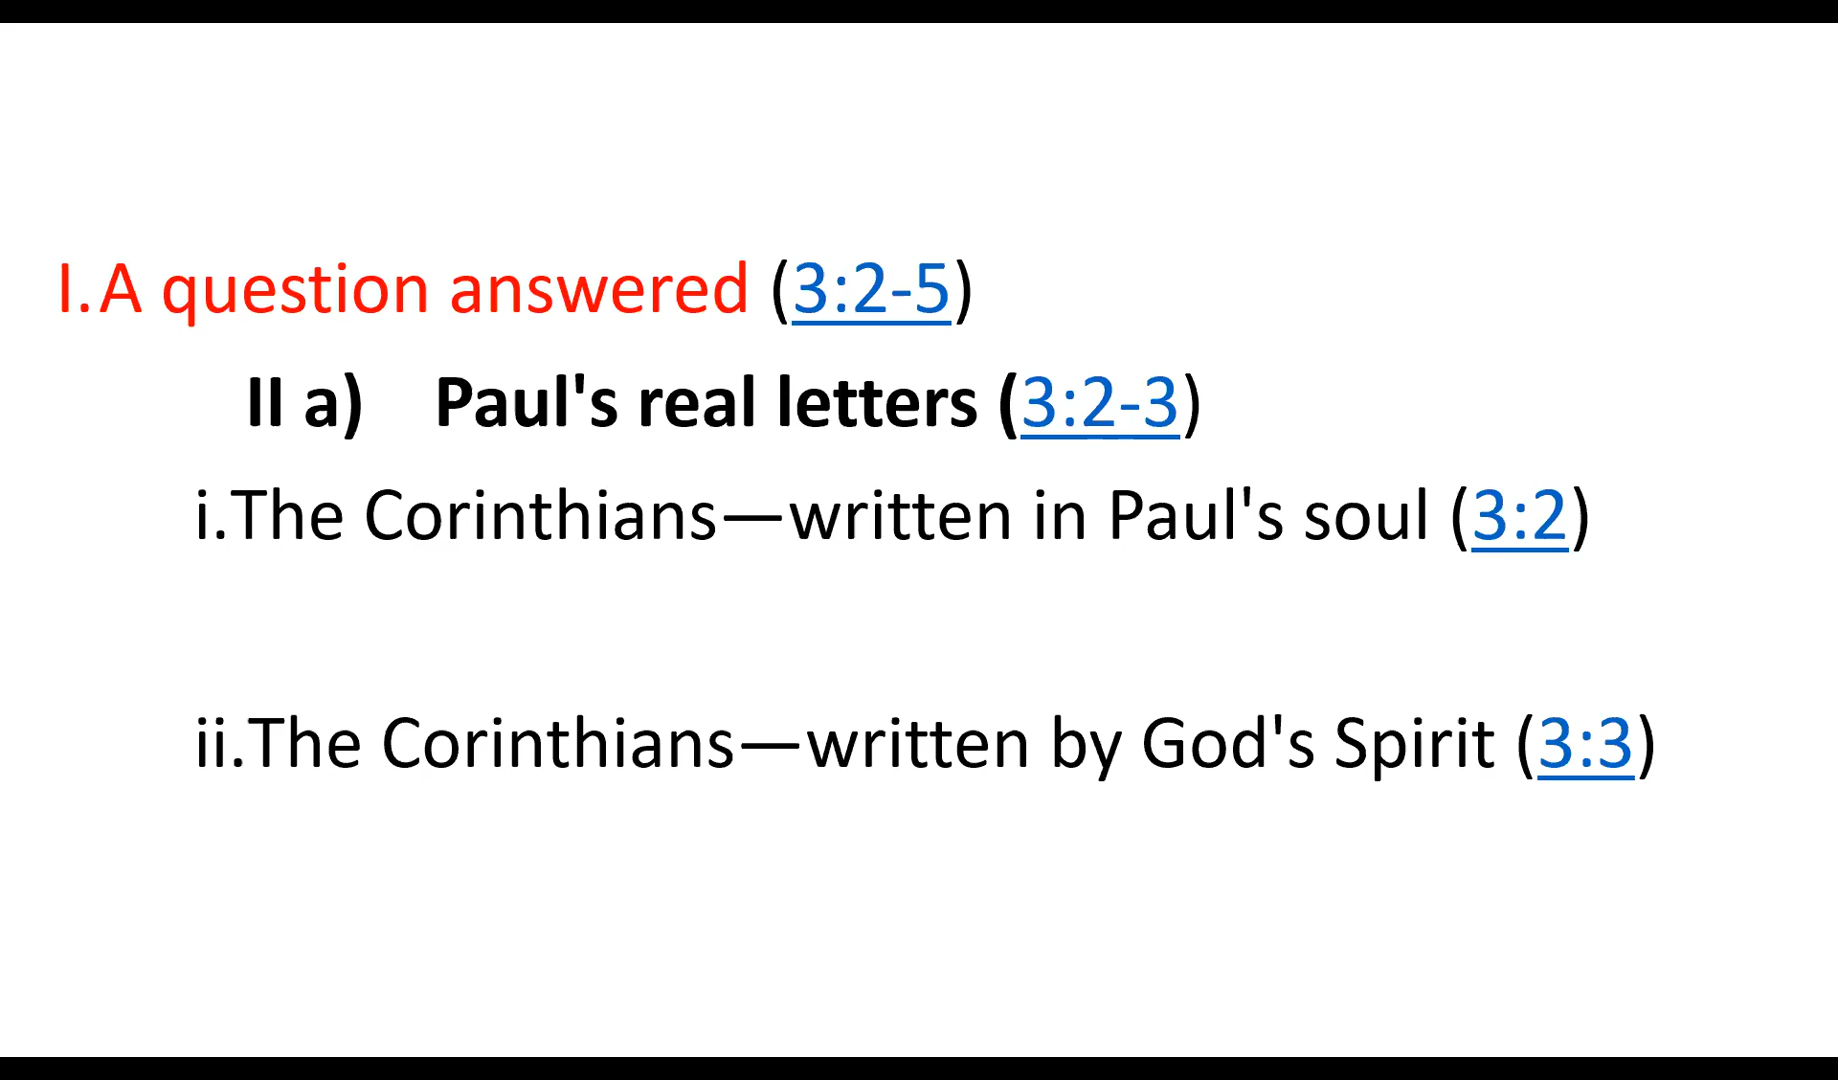 I. A question answered (3:2-5)
II a) Paul's real letters (3:2-3)
i. The Corinthians—written in Paul's soul (3:2)
ii. The Corinthians—written by God's Spirit (3:3)